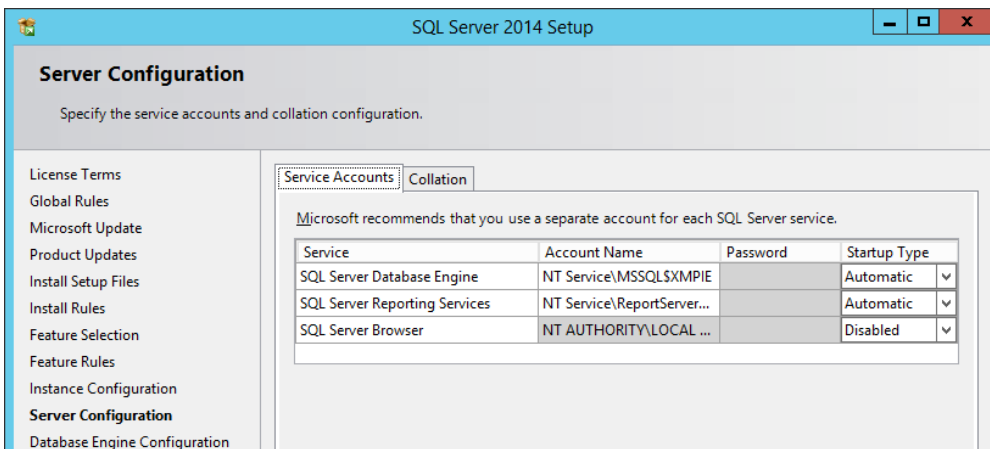 SQL Server 2014 Setup
Server Configuration
Specify the service accounts and collation configuration.
License Terms
Global Rules
Microsoft Update
Product Updates
Install Setup Files
Install Rules
Feature Selection
Feature Rules
Instance Configuration
Server Configuration
Database Engine Configuration
Service Accounts Collation
Microsoft recommends that you use a separate account for each SQL Server service.
Service Account Name Password Startup Type
SQL Server Database Engine NT Service\MSSQL$XMPIE Automatic
SQL Server Reporting Services NT Service\ReportServer... Automatic
SQL Server Browser NT AUTHORITY\LOCAL ... Disabled